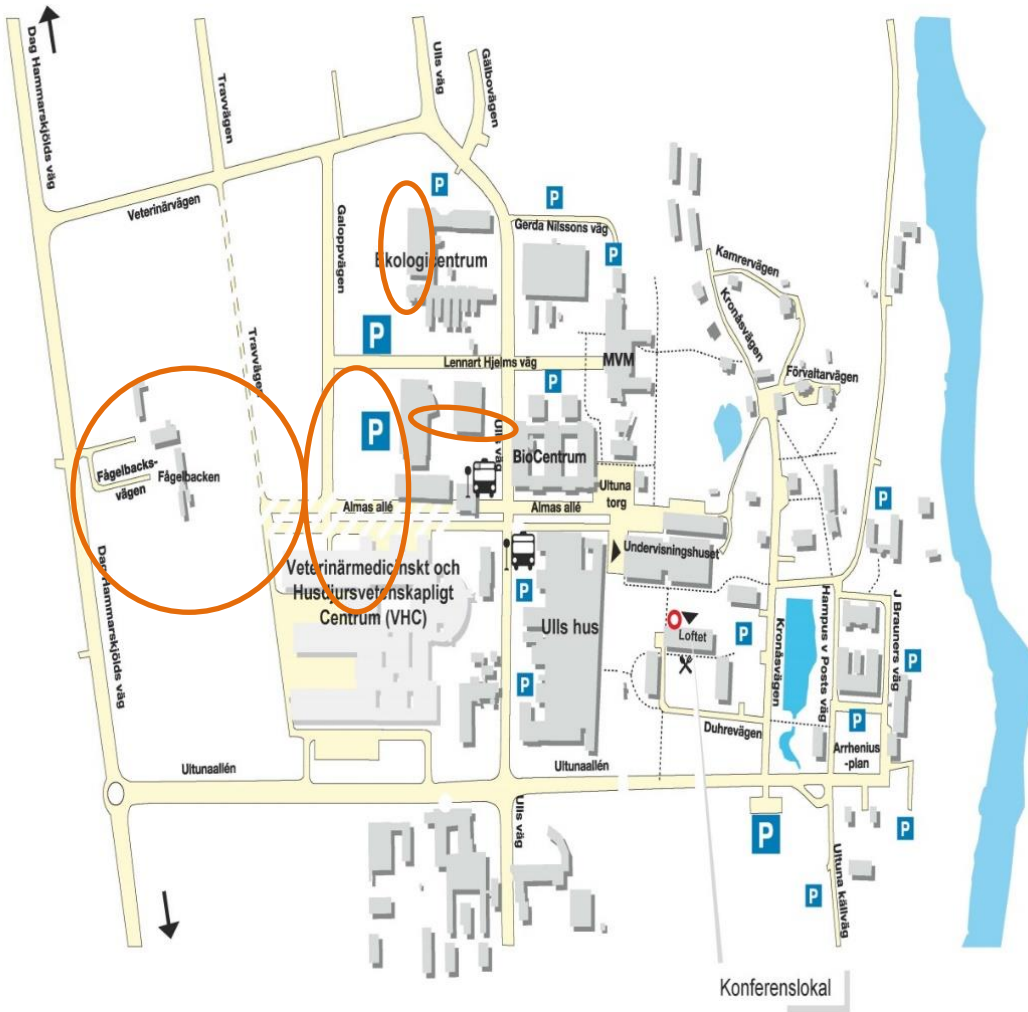 Dag Hammarskjölds väg
Travvägen
Ulls väg
Gälbovägen
Veterinärvägen
Galoppvägen
P
P
Gerda Nilssons väg
P
Ekologicentrum
Kamrervägen
Kronåsvägen
P
Travvägen
Lennart Hjelms väg
MVM
P
Förvaltarvägen
P
Ulls väg
BioCentrum
Fågelbacks-
vägen
Fågelbacken
Ultuna
torg
P
Almas allé
Almas allé
Undervisningshuset
Dag Hammarskjölds väg
Veterinärmedicinskt och
Husdjursvetenskapligt
Centrum (VHC)
P
Ulls hus
Loftet
P
Kronåsvägen
Hampus v Posts väg
J Brauners väg
P
P
Duhrevägen
P
Arrhenius
-plan
Ultunaallén
Ultunaallén
Ulls väg
P
P
P
Ultuna källväg
Konferenslokal